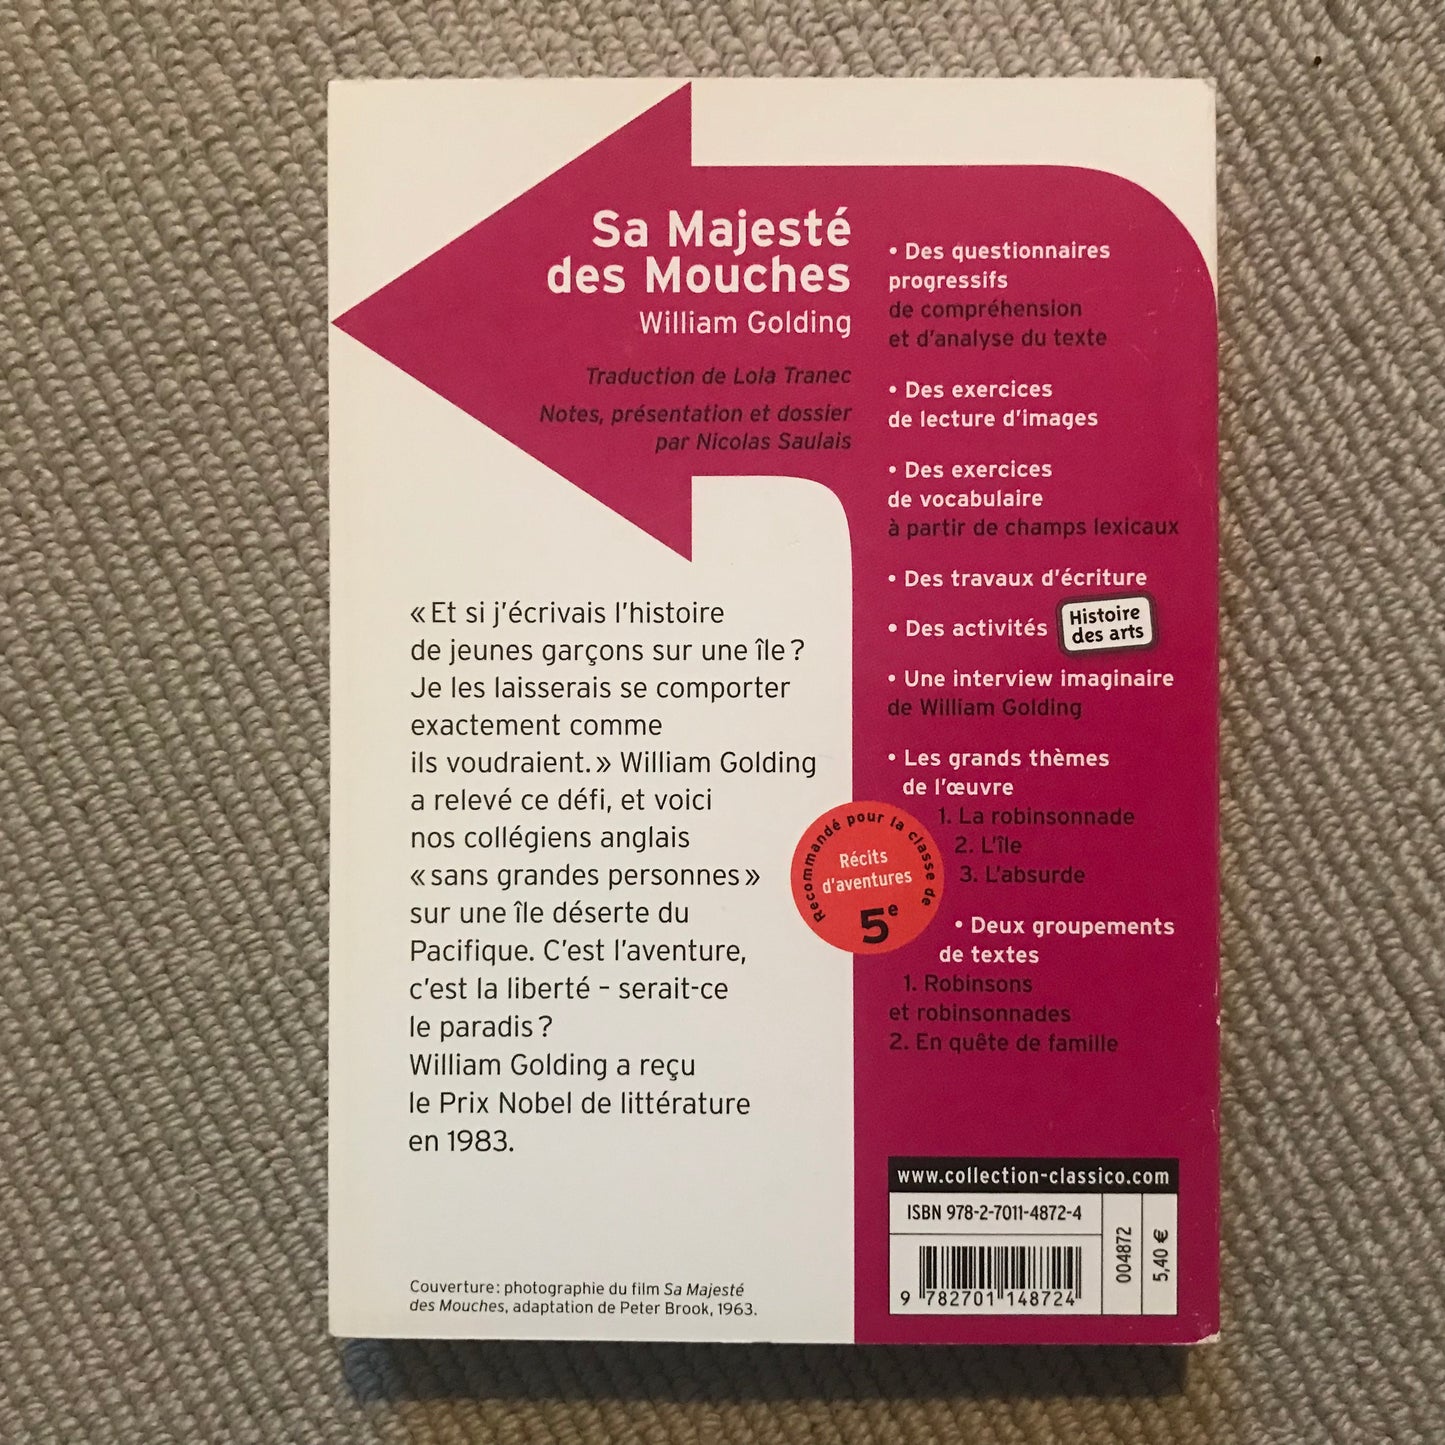 Sa Majesté
des Mouches
William Golding
Traduction de Lola Tranec
Notes, présentation et dossier
par Nicolas Saulais
« Et si j'écrivais l'histoire
de jeunes garçons sur une île ?
Je les laisserais se comporter
exactement comme
ils voudraient. » William Golding
a relevé ce défi, et voici
nos collégiens anglais
« sans grandes personnes »
sur une île déserte du
Pacifique. C'est l'aventure,
c'est la liberté – serait-ce
le paradis ?
William Golding a reçu
le Prix Nobel de littérature
en 1983.
Couverture : photographie du film Sa Majesté
des Mouches, adaptation de Peter Brook, 1963.
• Des questionnaires
progressifs
de compréhension
et d'analyse du texte
• Des exercices
de lecture d'images
• Des exercices
de vocabulaire
à partir de champs lexicaux
• Des travaux d'écriture
• Des activités Histoire
des arts
• Une interview imaginaire
de William Golding
• Les grands thèmes
de l'œuvre
1. La robinsonnade
2. L'île
3. L'absurde
• Deux groupements
de textes
1. Robinsons
et robinsonnades
2. En quête de famille
Recommandé pour la classe de
Récits
d'aventures
5e
www.collection-classico.com
ISBN 978-2-7011-4872-4
9 782701 148724
004872
5,40 €